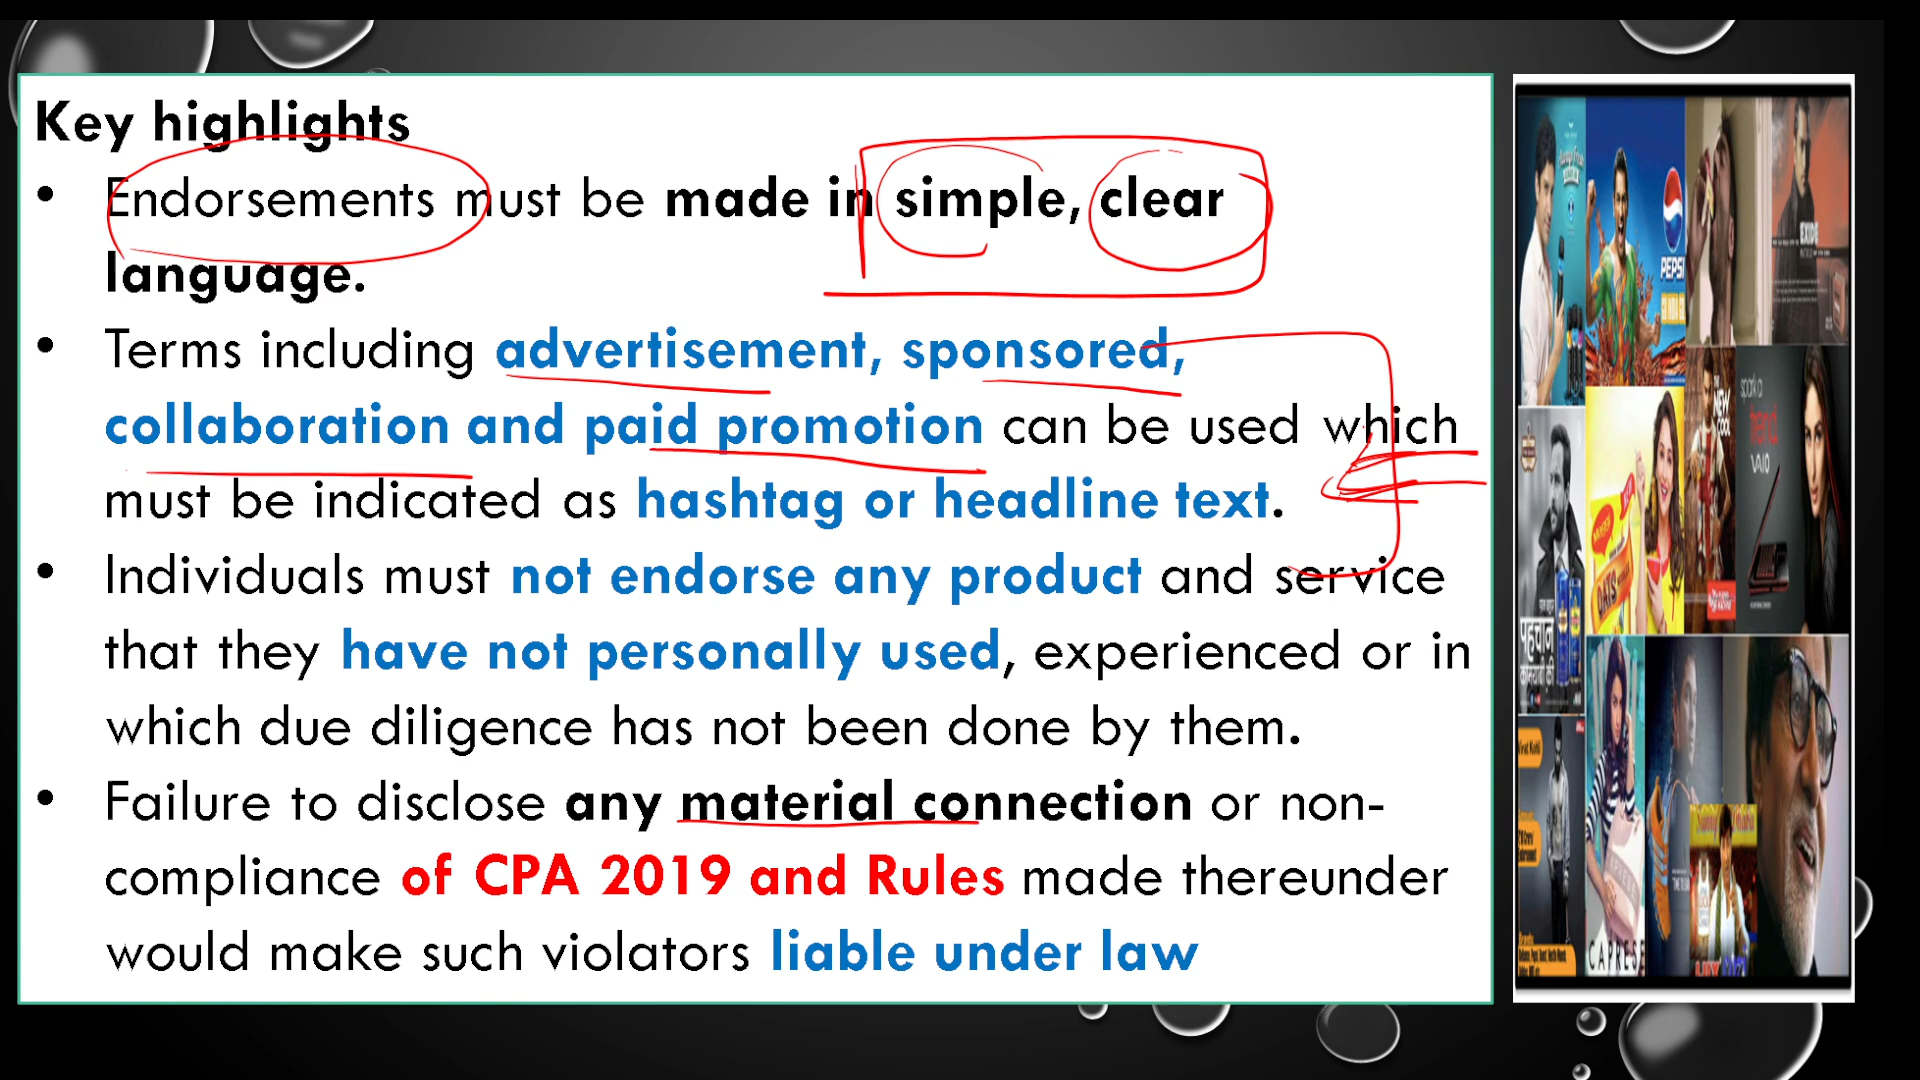 Key highlights
• Endorsements must be made in simple, clear
language.
• Terms including advertisement, sponsored,
collaboration and paid promotion can be used which
must be indicated as hashtag or headline text.
• Individuals must not endorse any product and service
that they have not personally used, experienced or in
which due diligence has not been done by them.
• Failure to disclose any material connection or non-
compliance of CPA 2019 and Rules made thereunder
would make such violators liable under law
PEPSI
VAIO
पहचान
कामयाबी की
CAPRESE